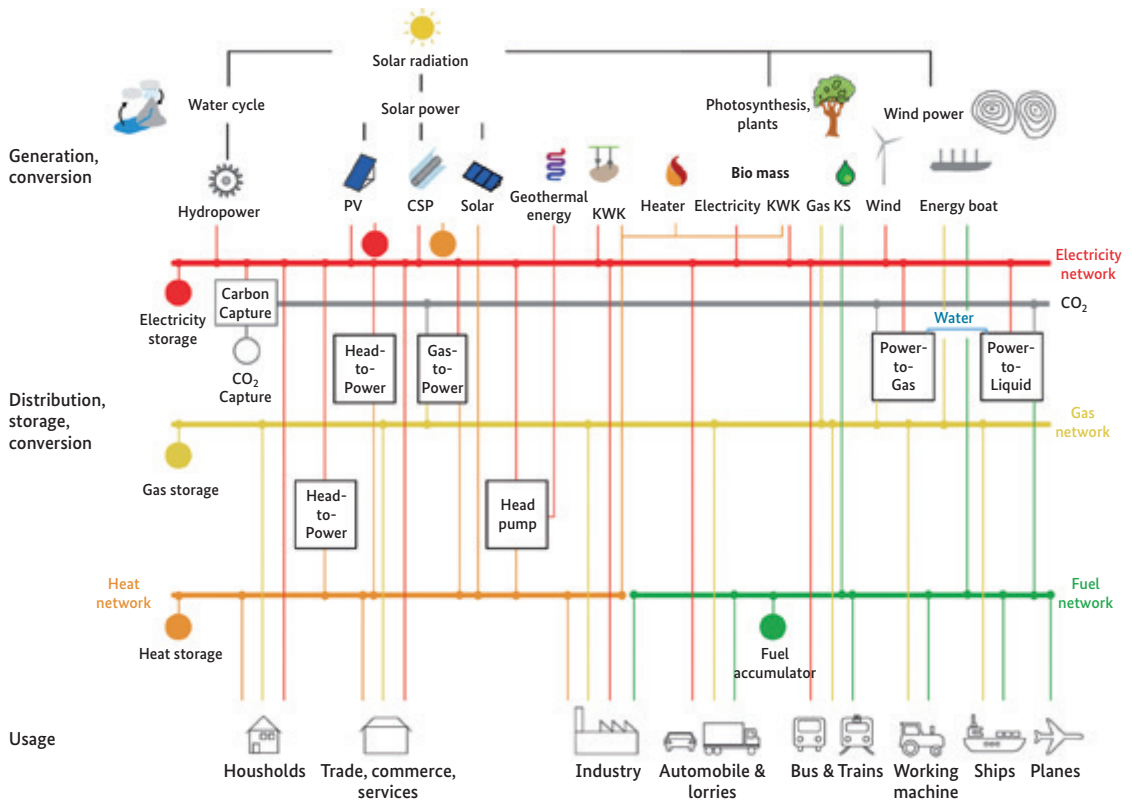 Solar radiation
Water cycle
Solar power
Photosynthesis,
plants
Wind power
Generation,
conversion
Bio mass
Hydropower
PV
CSP
Solar
Geothermal
energy
KWK
Heater
Electricity
KWK
Gas
KS
Wind
Energy boat
Electricity
network
Carbon
Capture
CO2
Electricity
storage
Water
Head-
to-
Power
Gas-
to-
Power
Power-
to-
Gas
Power-
to-
Liquid
CO2
Capture
Distribution,
storage,
conversion
Gas
network
Gas storage
Head-
to-
Power
Head
pump
Heat
network
Fuel
network
Heat storage
Fuel
accumulator
Usage
Housholds
Trade, commerce,
services
Industry
Automobile &
lorries
Bus & Trains
Working
machine
Ships
Planes